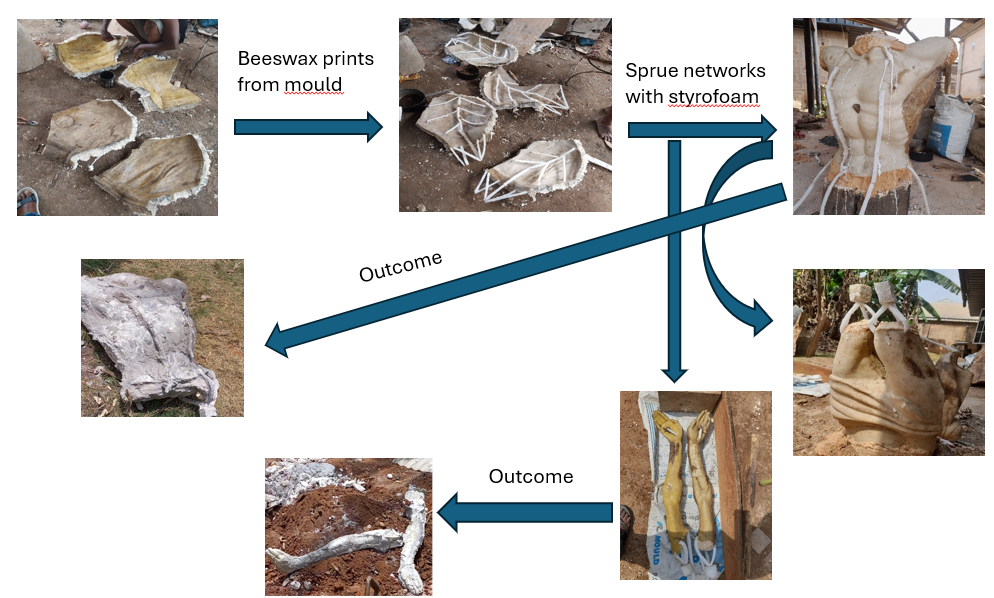 Beeswax prints
from mould
Sprue networks
with styrofoam
Outcome
Outcome